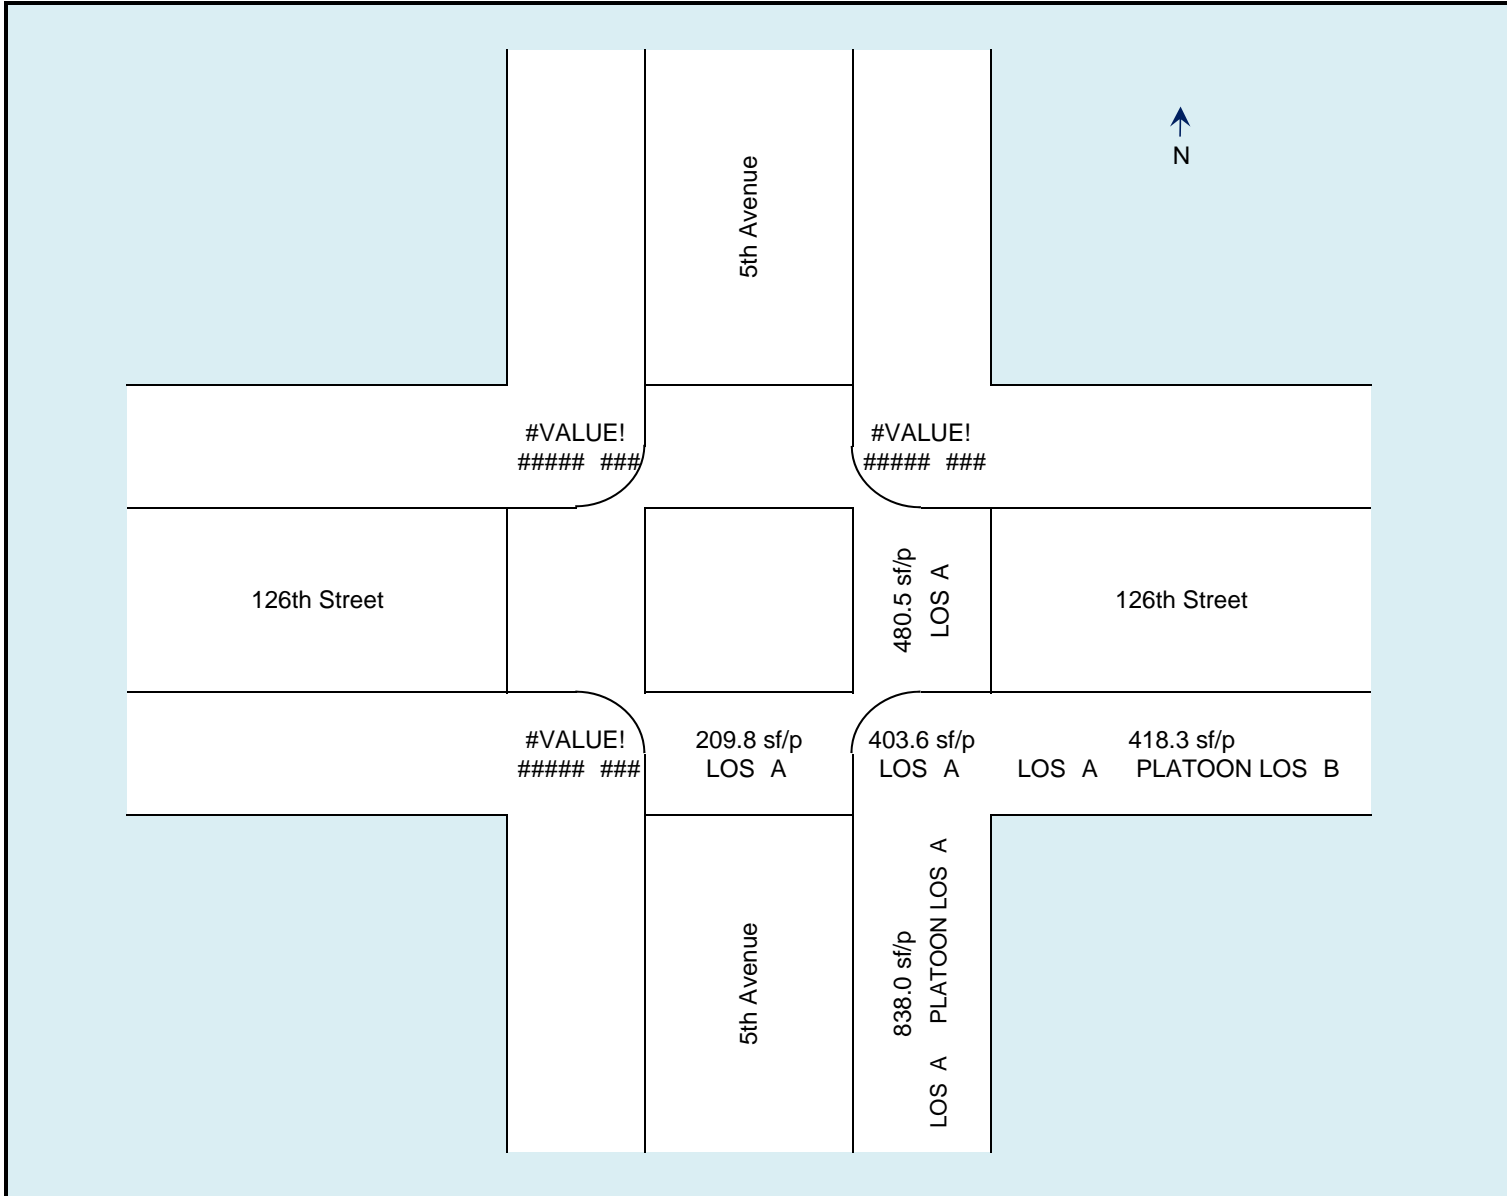 N
5th Avenue
#VALUE!
##### ###
#VALUE!
##### ###
480.5 sf/p
LOS A
126th Street
126th Street
#VALUE!
##### ###
209.8 sf/p
LOS A
403.6 sf/p
LOS A
418.3 sf/p
LOS A PLATOON LOS B
5th Avenue
838.0 sf/p
LOS A PLATOON LOS A